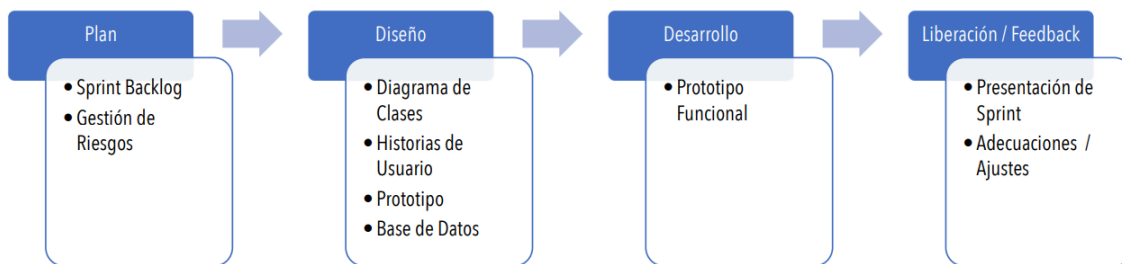 Plan
• Sprint Backlog
• Gestión de
Riesgos
Diseño
• Diagrama de
Clases
• Historias de
Usuario
• Prototipo
• Base de Datos
Desarrollo
• Prototipo
Funcional
Liberación / Feedback
• Presentación de
Sprint
• Adecuaciones /
Ajustes